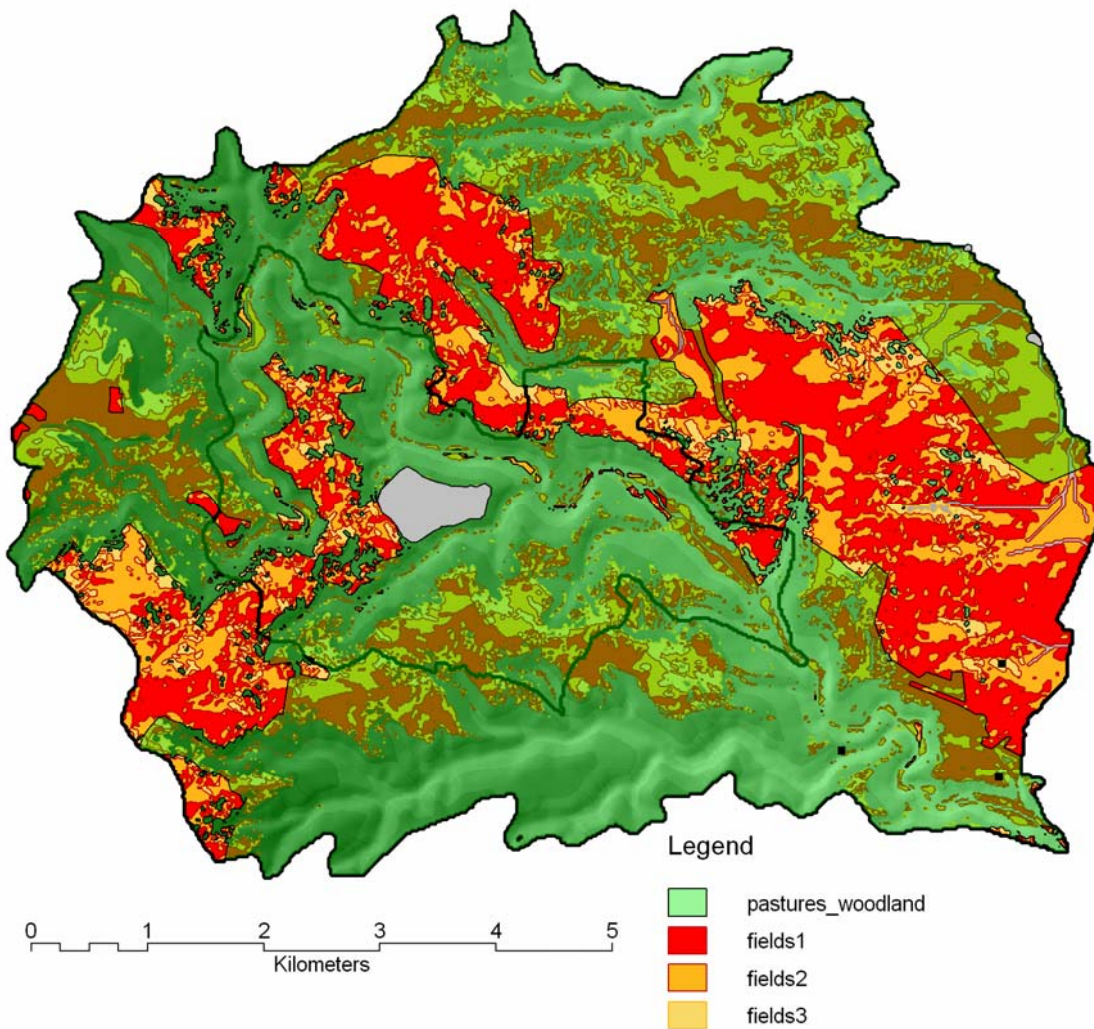 Legend
pastures_woodland
fields1
fields2
fields3
0 1 2 3 4 5
Kilometers